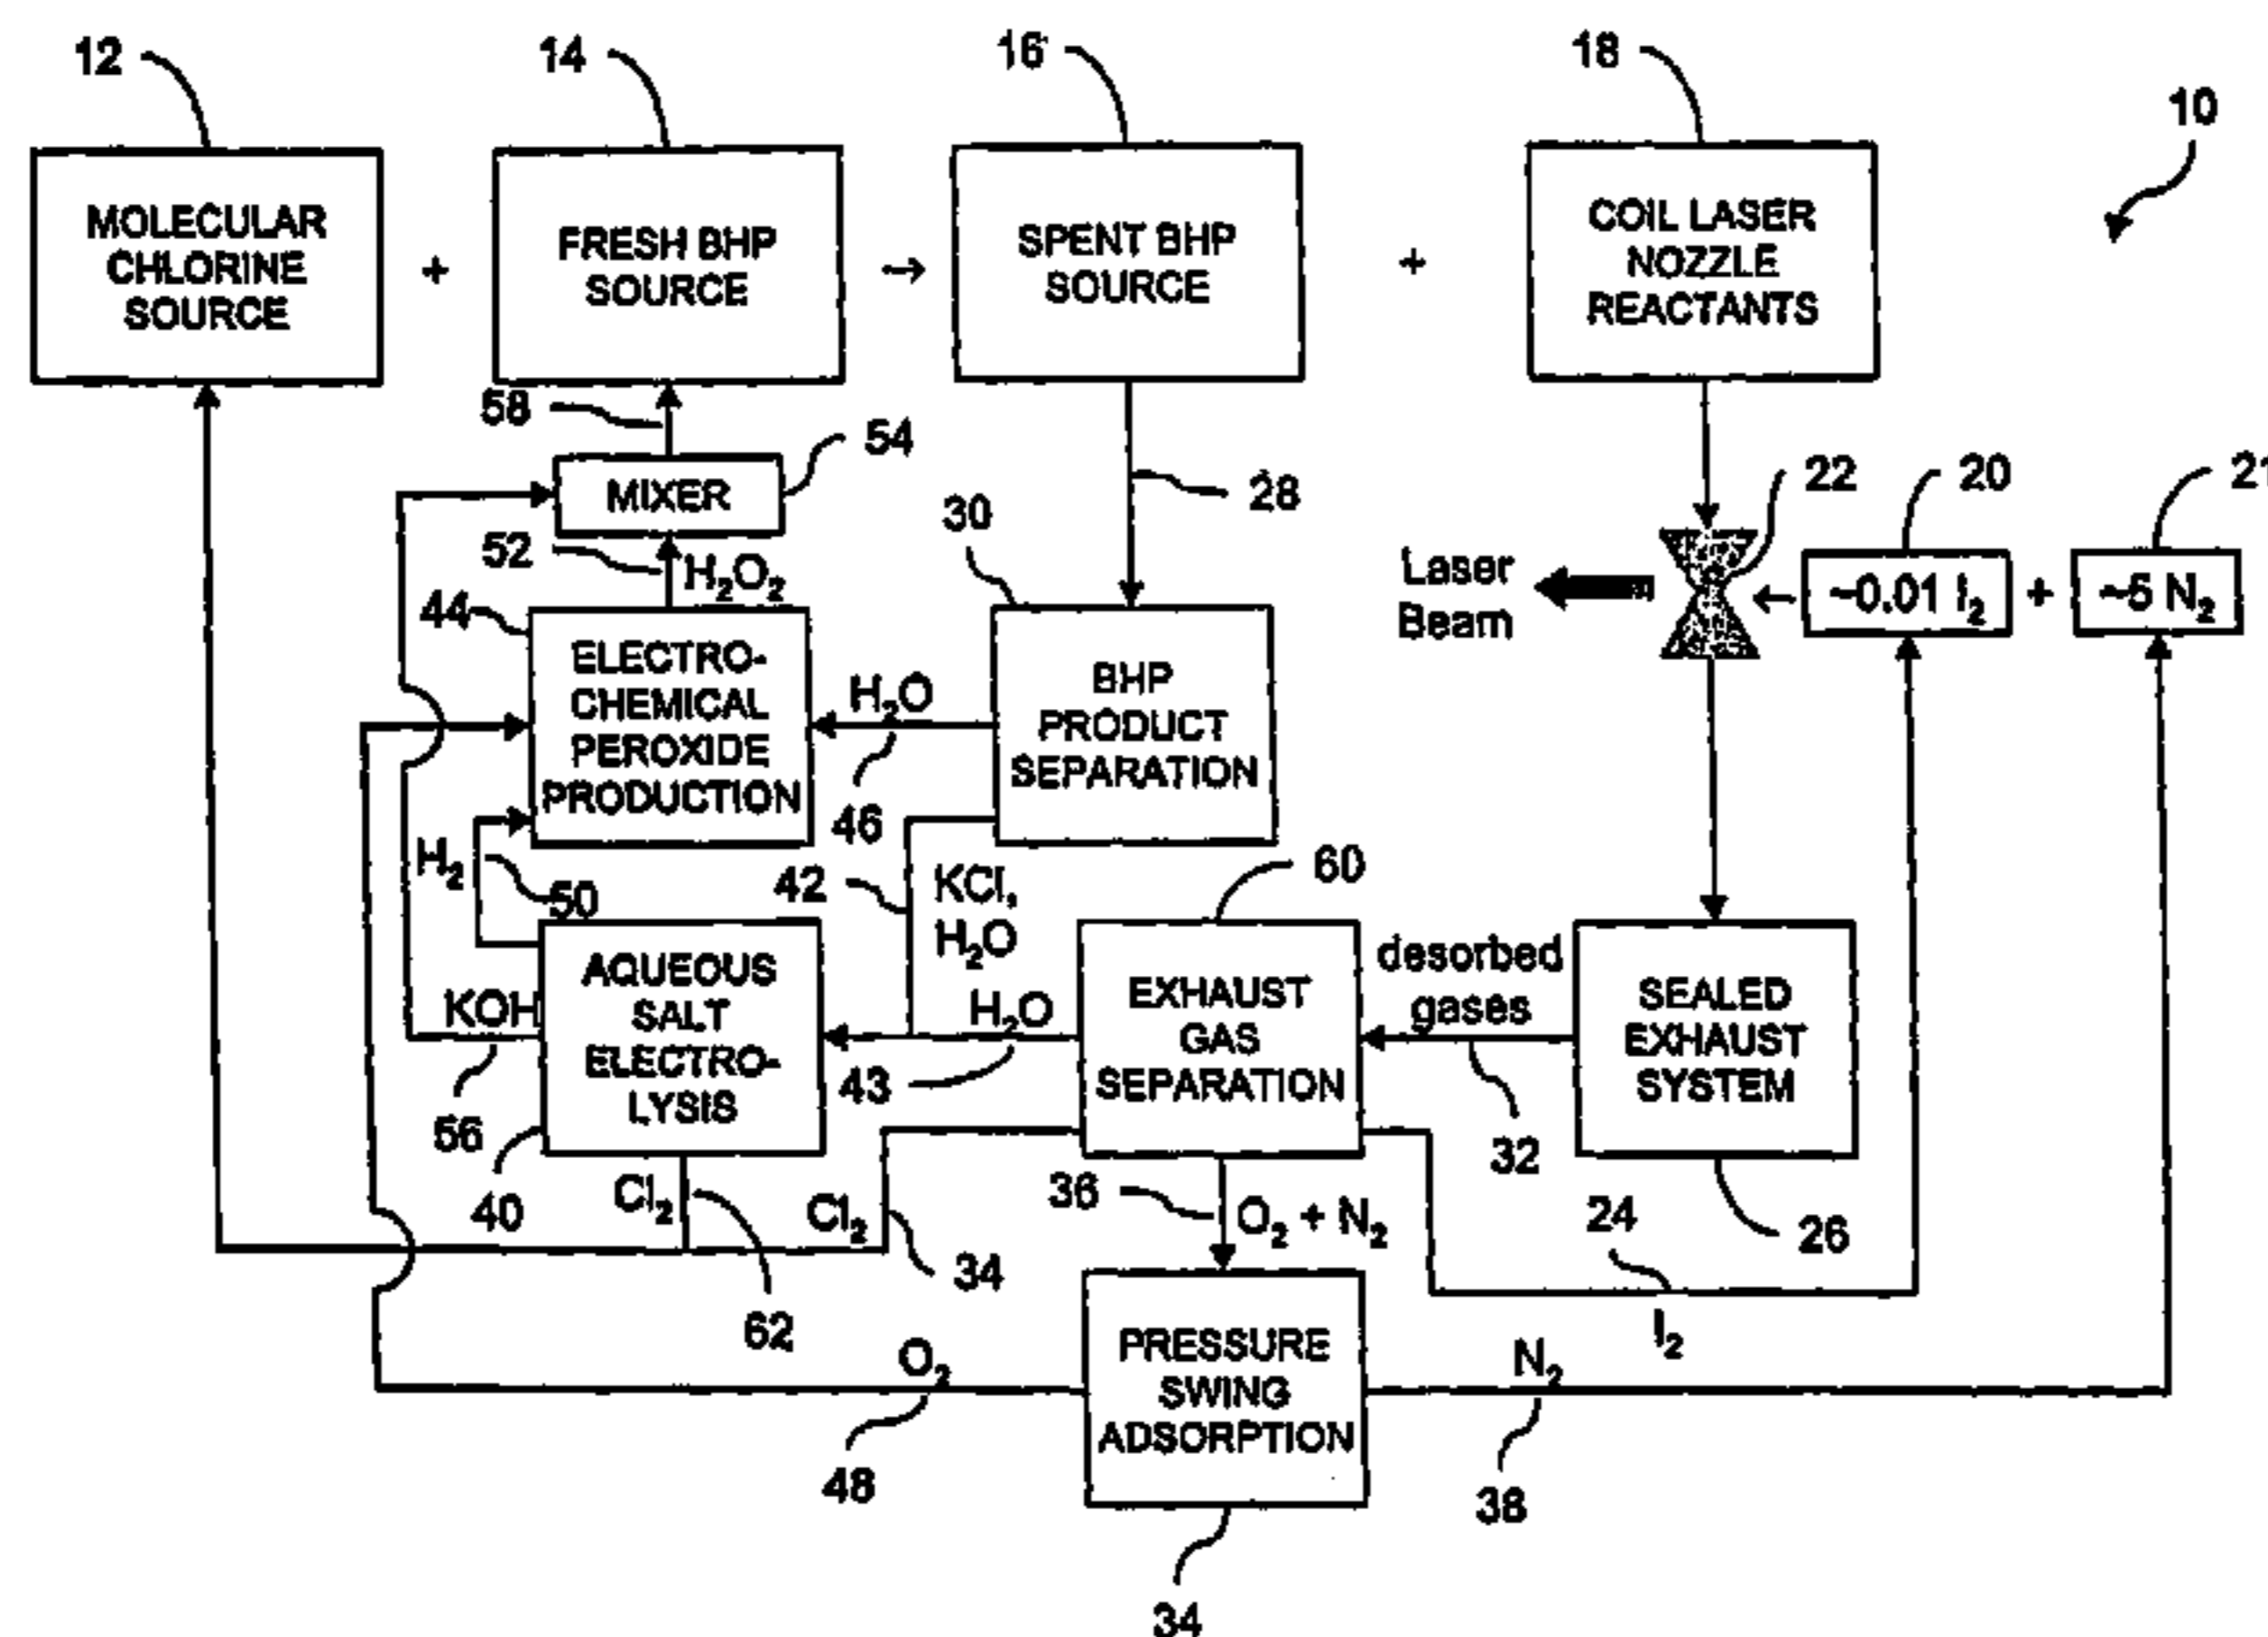 12
14
16
18
10
MOLECULAR
CHLORINE
SOURCE
+
FRESH BHP
SOURCE
→
SPENT BHP
SOURCE
+
COIL LASER
NOZZLE
REACTANTS
58
MIXER
54
28
22
20
21
52
H₂O₂
30
Laser
Beam
~0.01 I₂
+
~5 N₂
44
ELECTRO-
CHEMICAL
PEROXIDE
PRODUCTION
H₂O
46
BHP
PRODUCT
SEPARATION
H₂
50
42
KCl,
H₂O
60
AQUEOUS
SALT
ELECTRO-
LYSIS
KOH
56
40
H₂O
43
EXHAUST
GAS
SEPARATION
desorbed
gases
32
SEALED
EXHAUST
SYSTEM
26
Cl₂
62
Cl₂
34
36
O₂ + N₂
24
I₂
O₂
48
PRESSURE
SWING
ADSORPTION
N₂
38
34